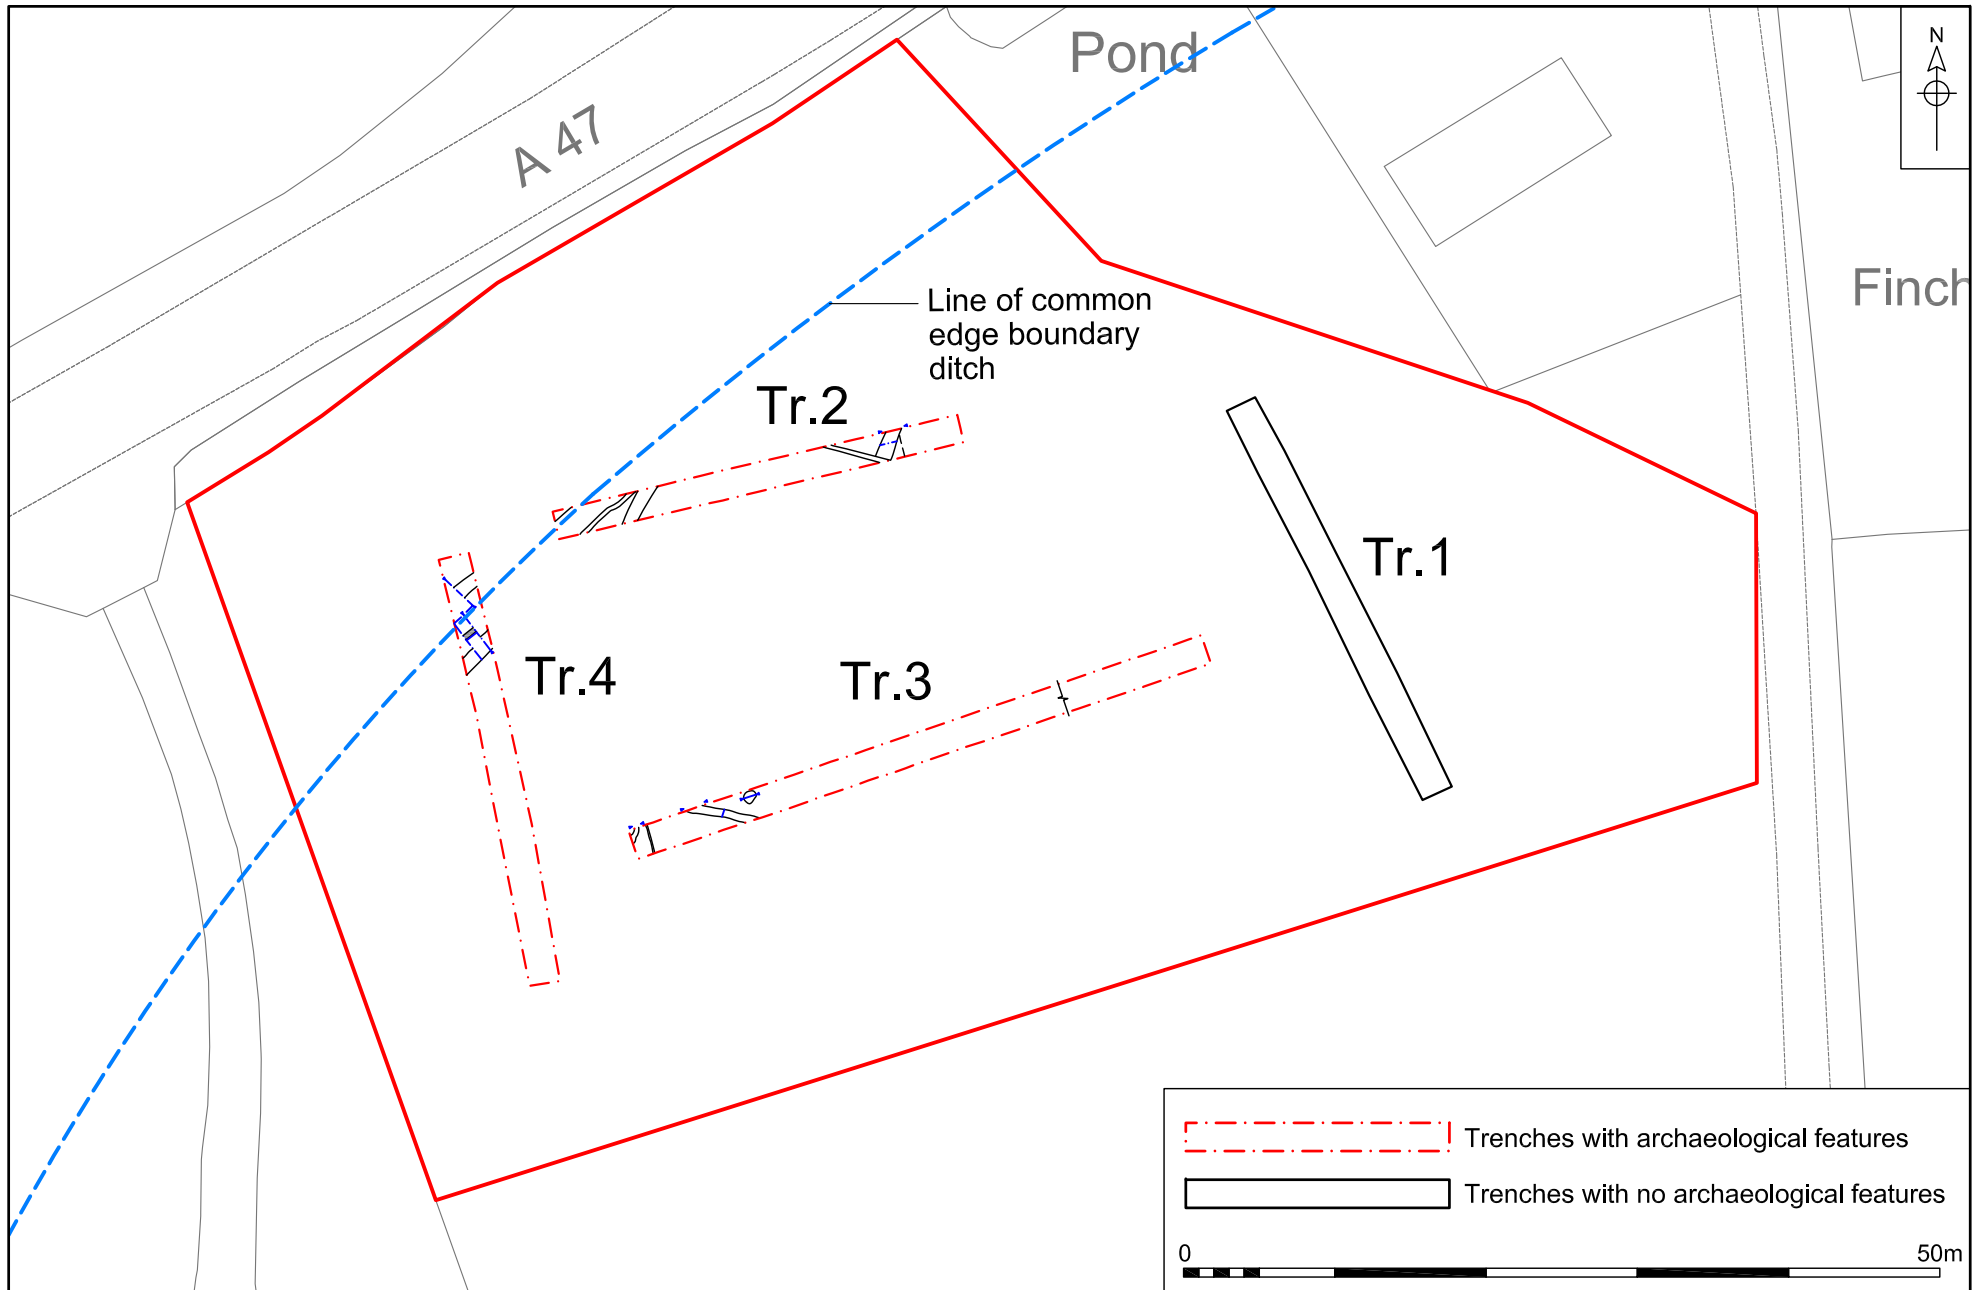 N
Pond
A 47
Finch
Line of common
edge boundary
ditch
Tr.2
Tr.1
Tr.4
Tr.3
Trenches with archaeological features
Trenches with no archaeological features
0 50m